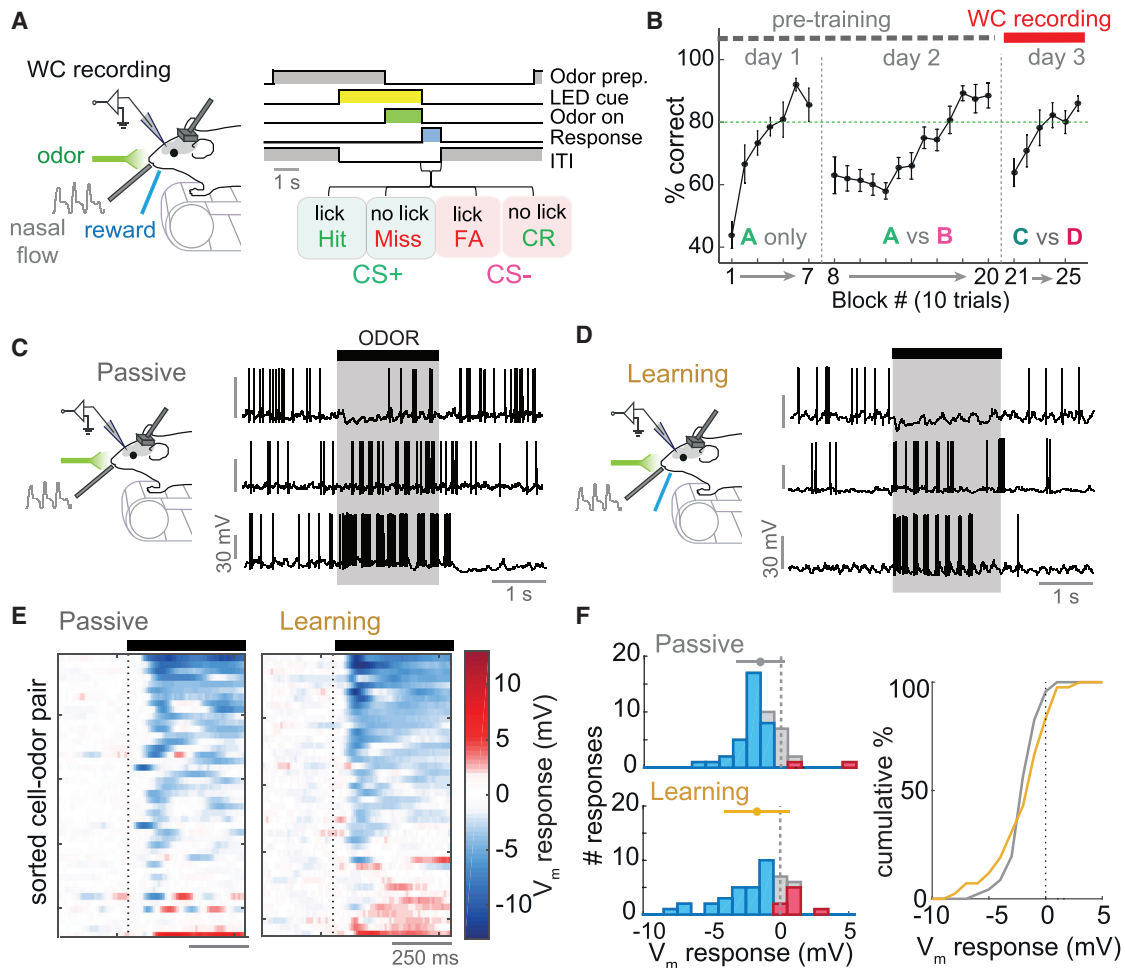 A
WC recording
odor
nasal
flow
reward
Odor prep.
LED cue
Odor on
Response
ITI
1 s
lick
Hit
no lick
Miss
lick
FA
no lick
CR
CS+
CS-
B
pre-training
WC recording
day 1
day 2
day 3
% correct
100
80
60
40
A only
A vs B
C vs D
1
7
8
20
21
25
Block # (10 trials)
C
Passive
ODOR
30 mV
1 s
D
Learning
30 mV
1 s
E
Passive
Learning
sorted cell-odor pair
250 ms
10
5
0
-5
-10
Vm response (mV)
F
Passive
20
10
0
Learning
20
10
0
# responses
-5
0
5
Vm response (mV)
cumulative %
100
50
0
-10
-5
0
5
Vm response (mV)